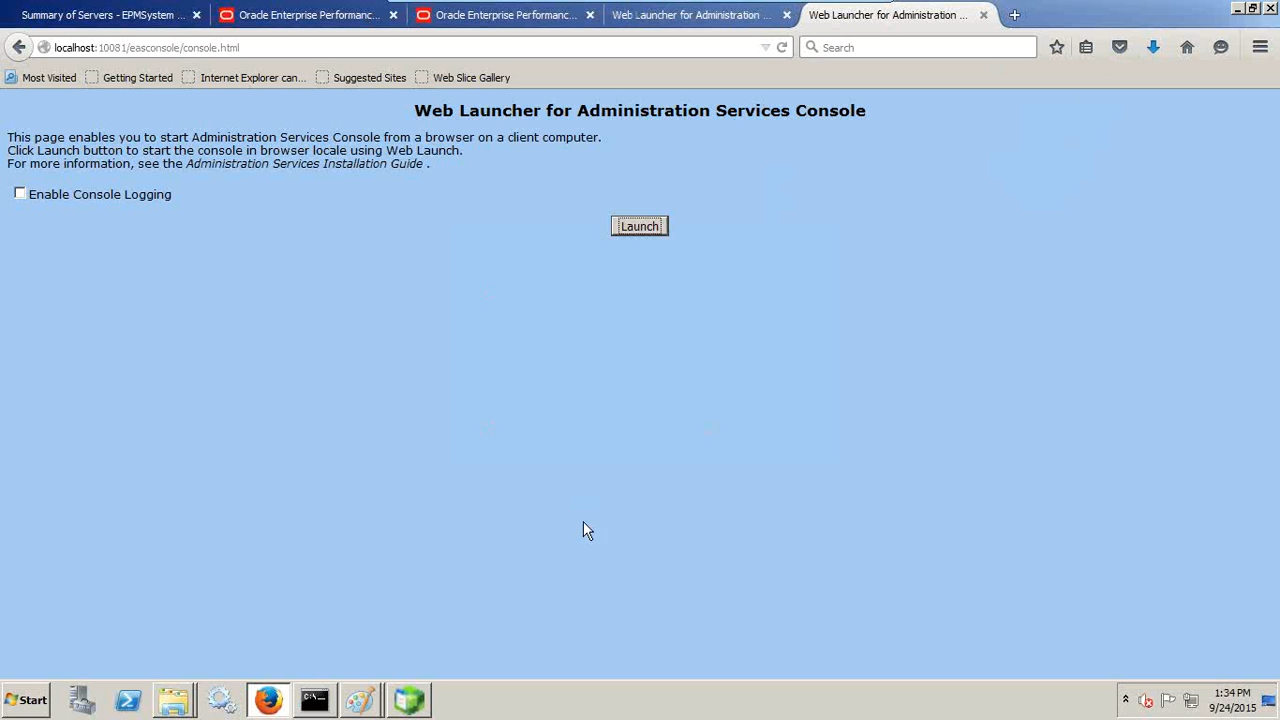 Summary of Servers - EPMSystem ...
Oracle Enterprise Performanc...
Oracle Enterprise Performanc...
Web Launcher for Administration ...
Web Launcher for Administration ...
localhost:10081/easconsole/console.html
Search
Most Visited
Getting Started
Internet Explorer can...
Suggested Sites
Web Slice Gallery
Web Launcher for Administration Services Console
This page enables you to start Administration Services Console from a browser on a client computer.
Click Launch button to start the console in browser locale using Web Launch.
For more information, see the Administration Services Installation Guide .
Enable Console Logging
Launch
Start
C:\
1:34 PM
9/24/2015